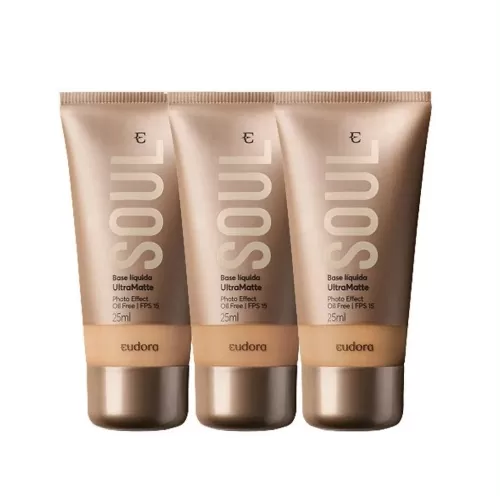 E
SOUL
Base líquida
UltraMatte
Photo Effect
Oil Free | FPS 15
25ml
eudora
E
SOUL
Base líquida
UltraMatte
Photo Effect
Oil Free | FPS 15
25ml
eudora
E
SOUL
Base líquida
UltraMatte
Photo Effect
Oil Free | FPS 15
25ml
eudora